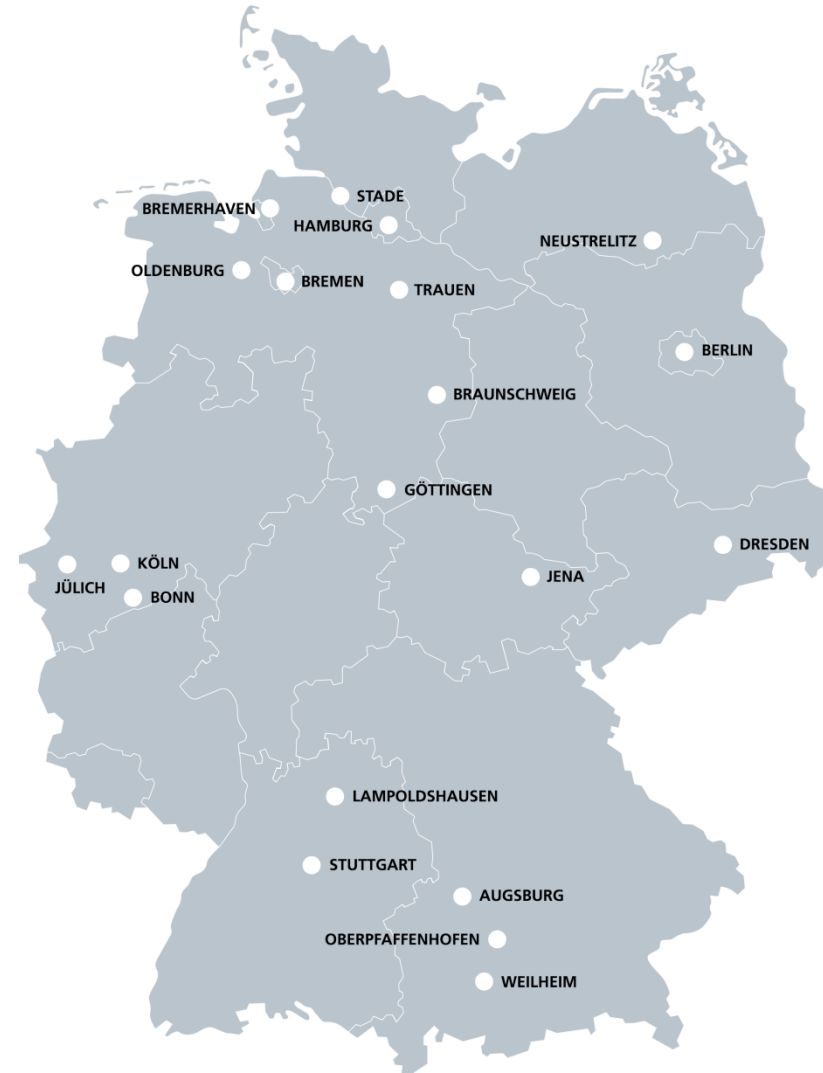 STADE
BREMERHAVEN
HAMBURG
NEUSTRELITZ
OLDENBURG
BREMEN
TRAUEN
BERLIN
BRAUNSCHWEIG
GÖTTINGEN
DRESDEN
KÖLN
JENA
JÜLICH
BONN
LAMPOLDSHAUSEN
STUTTGART
AUGSBURG
OBERPFAFFENHOFEN
WEILHEIM